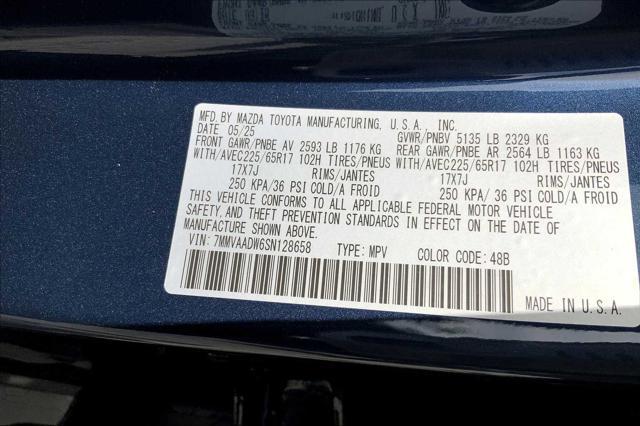 MFD. BY MAZDA TOYOTA MANUFACTURING, U.S.A., INC.
DATE 05/25 GVWR/PNBV 5135 LB 2329 KG
FRONT GAWR/PNBE AV 2593 LB 1176 KG REAR GAWR/PNBE AR 2564 LB 1163 KG
WITH/AVEC225/65R17 102H TIRES/PNEUS WITH/AVEC225/65R17 102H TIRES/PNEUS
17X7J RIMS/JANTES 17X7J RIMS/JANTES
250 KPA/ 36 PSI COLD/A FROID 250 KPA/ 36 PSI COLD/A FROID
THIS VEHICLE CONFORMS TO ALL APPLICABLE FEDERAL MOTOR VEHICLE
SAFETY, AND THEFT PREVENTION STANDARDS IN EFFECT ON THE DATE OF
MANUFACTURE SHOWN ABOVE.
VIN: 7MMVAADW6SN128658 TYPE: MPV COLOR CODE: 48B
MADE IN U.S.A.